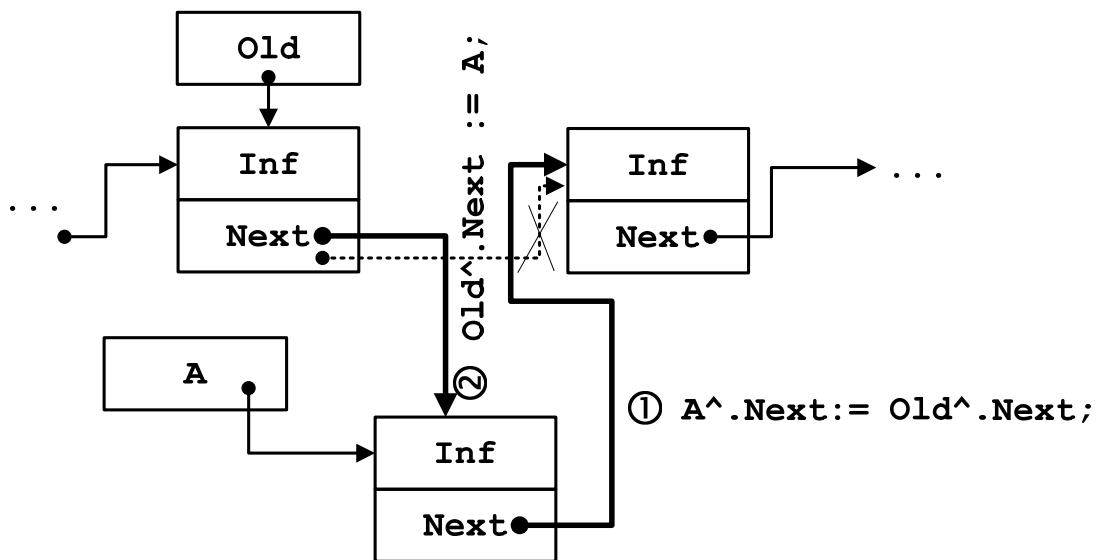 Old
Inf
Next
...
Inf
Next
...
② Old^.Next := A;
A
① A^.Next:= Old^.Next;
Inf
Next